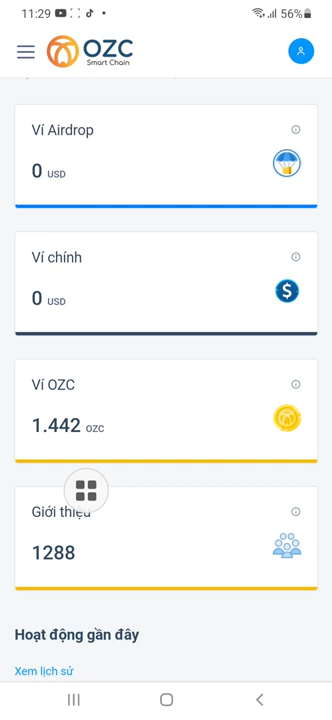 11:29 56%
OZC
Smart Chain
Ví Airdrop
0 USD
Ví chính
0 USD
Ví OZC
1.442 OZC
Giới thiệu
1288
Hoạt động gần đây
Xem lịch sử